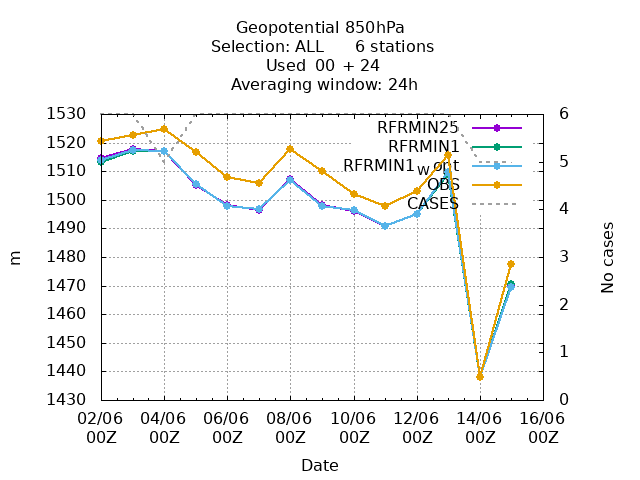 Geopotential 850hPa
Selection: ALL 6 stations
Used 00 + 24
Averaging window: 24h
1530
1520
1510
1500
1490
1480
1470
1460
1450
1440
1430
m
6
5
4
3
2
1
0
No cases
RFRMIN25
RFRMIN1
RFRMIN1
OBS
CASES
02/06 04/06 06/06 08/06 10/06 12/06 14/06 16/06
00Z 00Z 00Z 00Z 00Z 00Z 00Z 00Z
Date